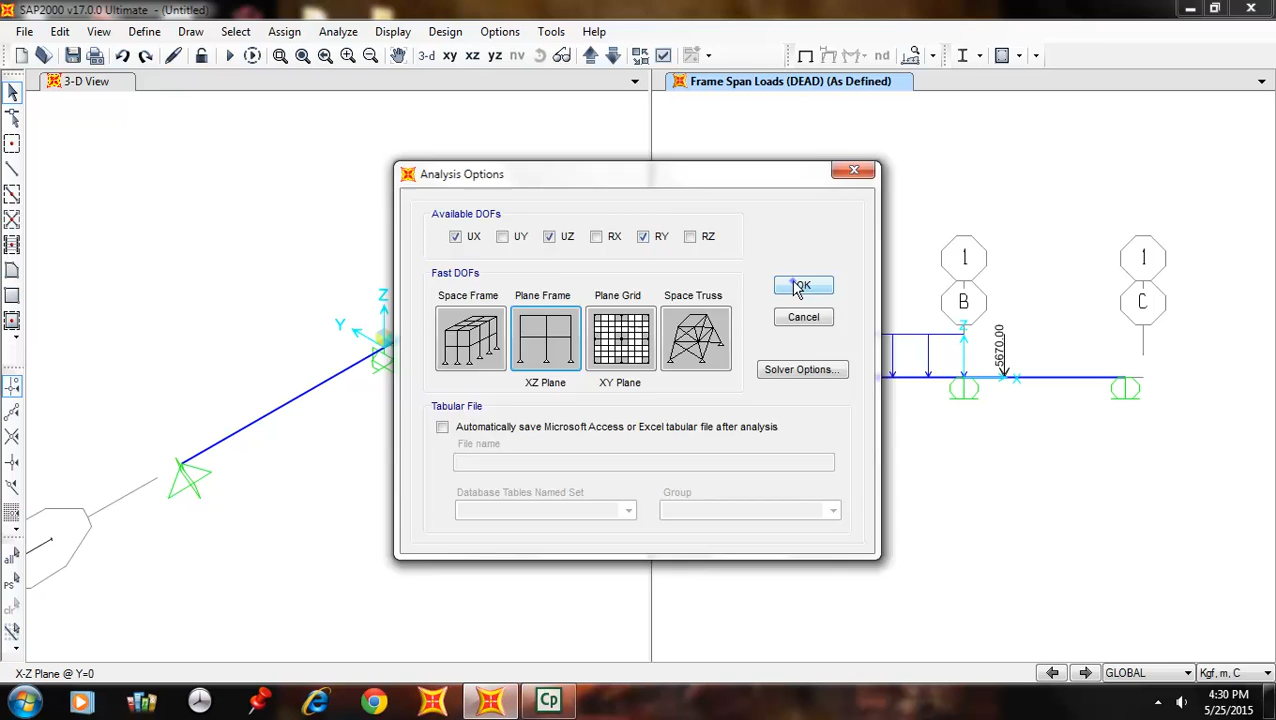 SAP2000 v17.0.0 Ultimate - (Untitled)
File Edit View Define Draw Select Assign Analyze Display Design Options Tools Help
3-d xy xz yz nd
3-D View
Frame Span Loads (DEAD) (As Defined)
Analysis Options
Available DOFs
UX UY UZ RX RY RZ
Fast DOFs
Space Frame Plane Frame Plane Grid Space Truss
XZ Plane XY Plane
OK
Cancel
Solver Options...
Tabular File
Automatically save Microsoft Access or Excel tabular file after analysis
File name
Database Tables Named Set Group
Z
Y
1
B
1
C
Z
X
5670.00
all
PS
clr
X-Z Plane @ Y=0
GLOBAL
Kgf, m, C
Cp
4:30 PM
5/25/2015